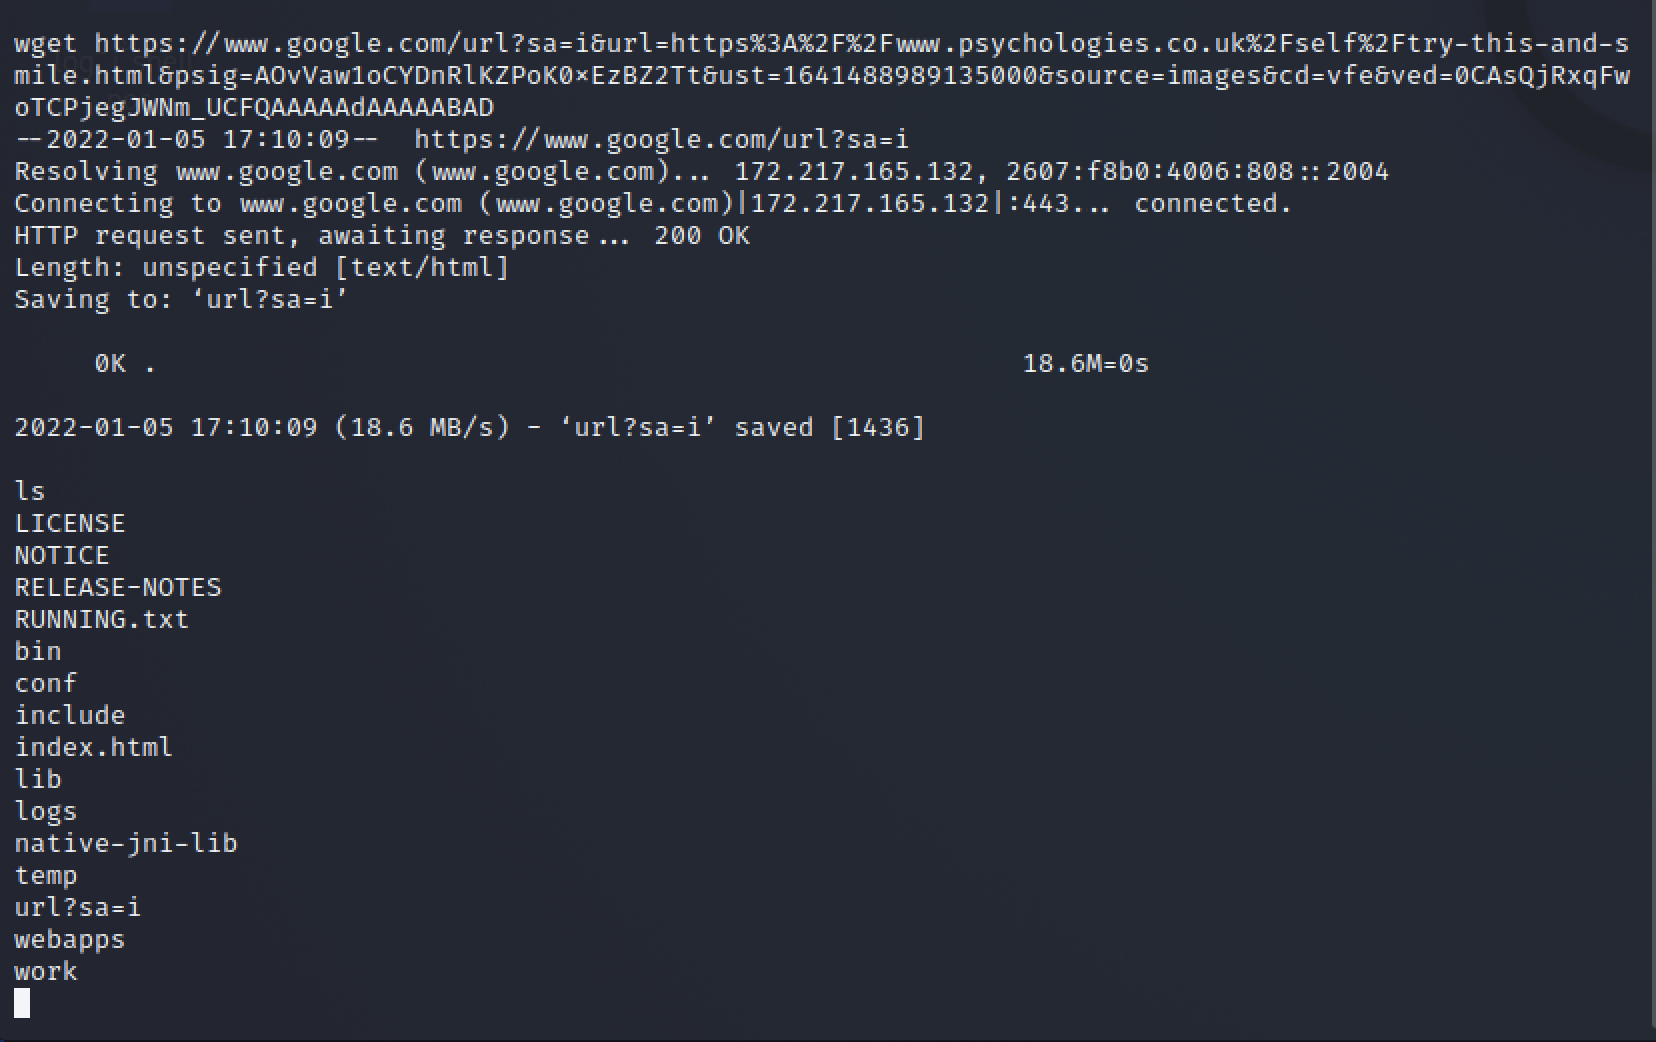 wget https://www.google.com/url?sa=i&url=https%3A%2F%2Fwww.psychologies.co.uk%2Fself%2Ftry-this-and-s
mile.html&psig=AOvVaw1oCYDnRlKZPoK0×EzBZ2Tt&ust=1641488989135000&source=images&cd=vfe&ved=0CAsQjRxqFw
oTCPjegJWNm_UCFQAAAAAdAAAAABAD
--2022-01-05 17:10:09--  https://www.google.com/url?sa=i
Resolving www.google.com (www.google.com)... 172.217.165.132, 2607:f8b0:4006:808::2004
Connecting to www.google.com (www.google.com)|172.217.165.132|:443... connected.
HTTP request sent, awaiting response... 200 OK
Length: unspecified [text/html]
Saving to: ‘url?sa=i’
0K . 18.6M=0s
2022-01-05 17:10:09 (18.6 MB/s) - ‘url?sa=i’ saved [1436]
ls
LICENSE
NOTICE
RELEASE-NOTES
RUNNING.txt
bin
conf
include
index.html
lib
logs
native-jni-lib
temp
url?sa=i
webapps
work